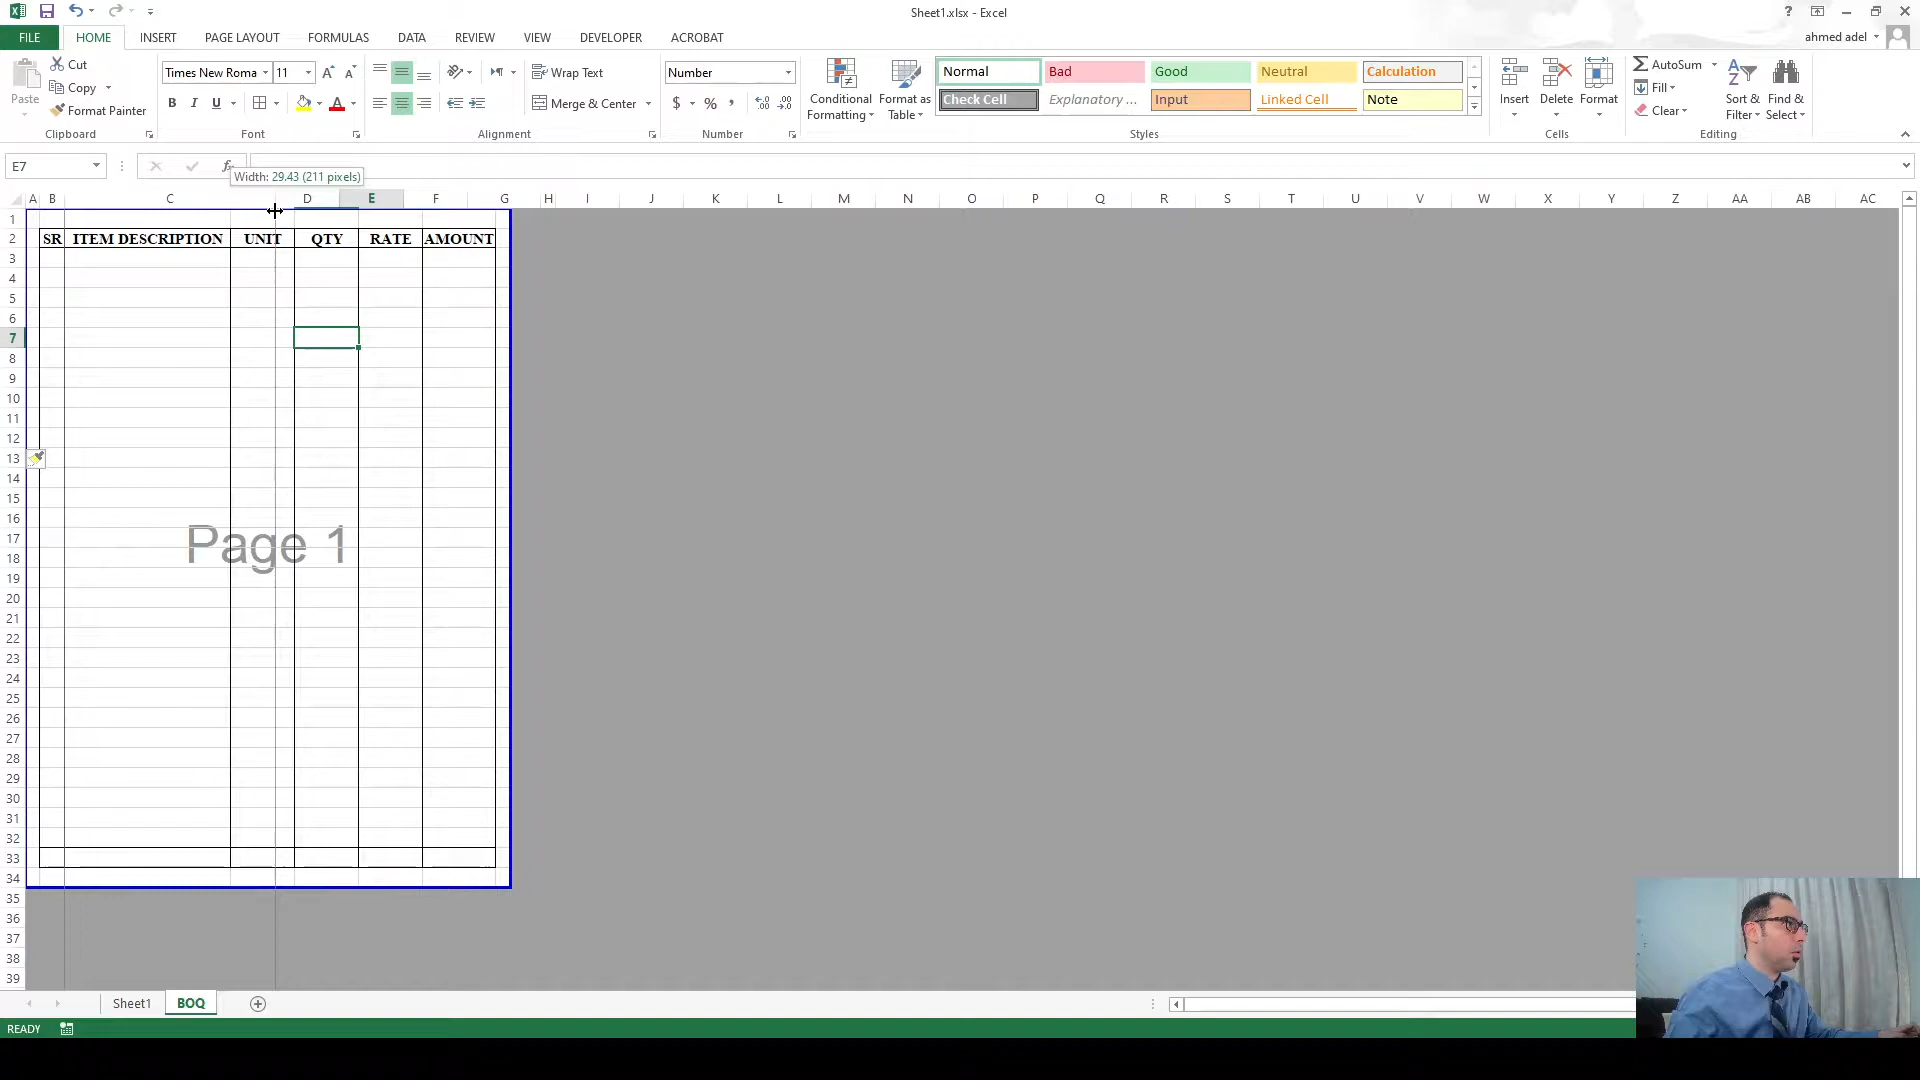 Sheet1.xlsx - Excel
FILE HOME INSERT PAGE LAYOUT FORMULAS DATA REVIEW VIEW DEVELOPER ACROBAT ahmed adel
Paste
Cut
Copy
Format Painter
Clipboard
Times New Roma 11
B I U
Font
Wrap Text
Merge & Center
Alignment
Number
$ % ,
Number
Conditional Formatting
Format as Table
Normal Bad Good Neutral Calculation
Check Cell Explanatory ... Input Linked Cell Note
Styles
Insert Delete Format
Cells
AutoSum
Fill
Clear
Sort & Filter
Find & Select
Editing
E7
fx
Width: 29.43 (211 pixels)
A B C D E F G H I J K L M N O P Q R S T U V W X Y Z AA AB AC
1
2 SR ITEM DESCRIPTION UNIT QTY RATE AMOUNT
3
4
5
6
7
8
9
10
11
12
13
14
15
16
17
Page 1
18
19
20
21
22
23
24
25
26
27
28
29
30
31
32
33
34
35
36
37
38
39
Sheet1 BOQ
READY